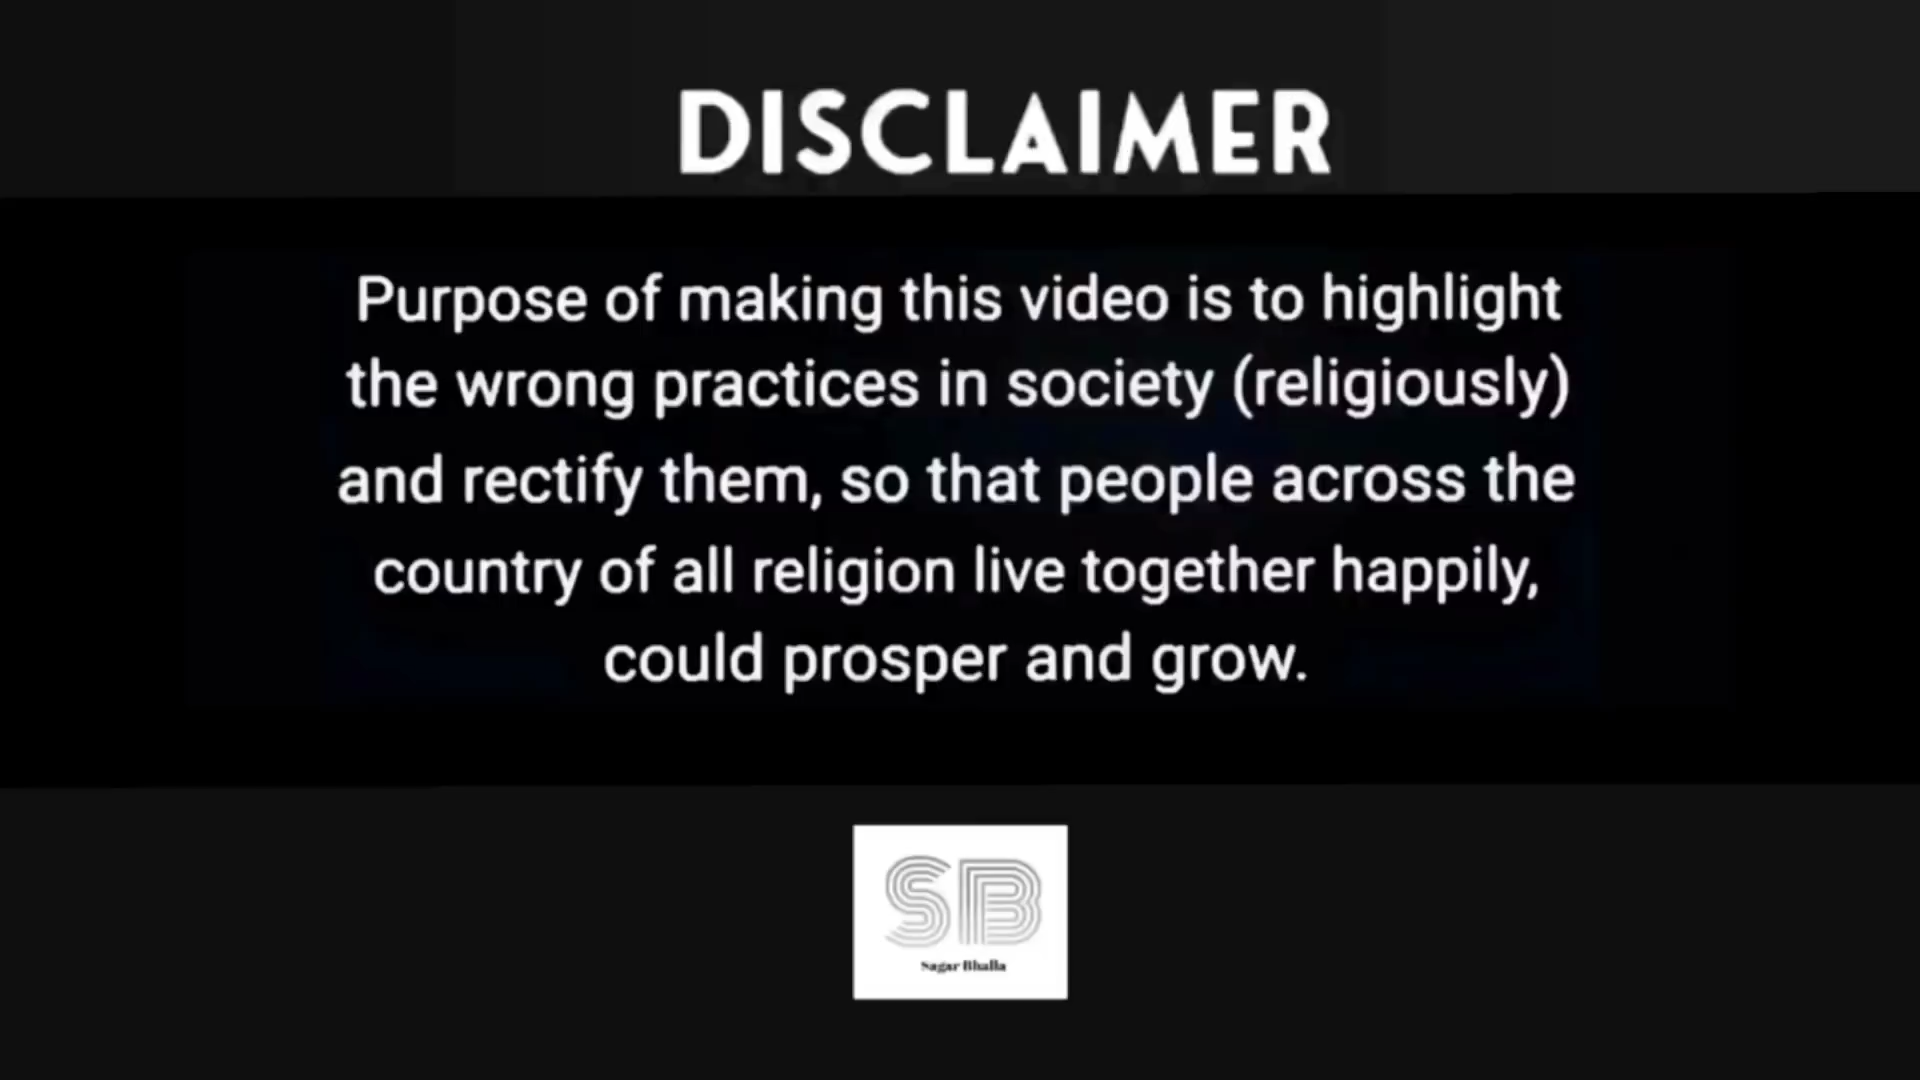 DISCLAIMER
Purpose of making this video is to highlight
the wrong practices in society (religiously)
and rectify them, so that people across the
country of all religion live together happily,
could prosper and grow.
SB
Sagar Bhalla